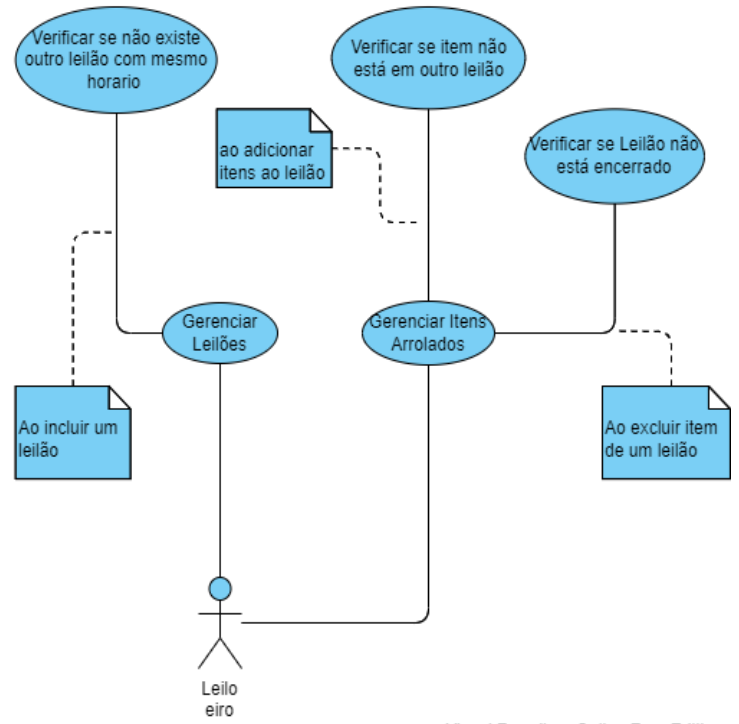 Verificar se não existe
outro leilão com mesmo
horario
Verificar se item não
está em outro leilão
ao adicionar
itens ao leilão
Verificar se Leilão não
está encerrado
Gerenciar
Leilões
Gerenciar Itens
Arrolados
Ao incluir um
leilão
Ao excluir item
de um leilão
Leilo
eiro